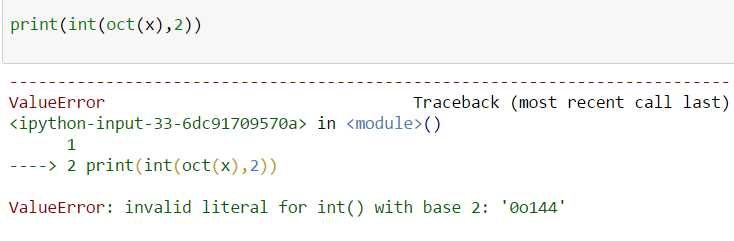 print(int(oct(x),2))
---------------------------------------------------------------------------
ValueError                                Traceback (most recent call last)
<ipython-input-33-6dc91709570a> in <module>()
      1
----> 2 print(int(oct(x),2))
ValueError: invalid literal for int() with base 2: '0o144'